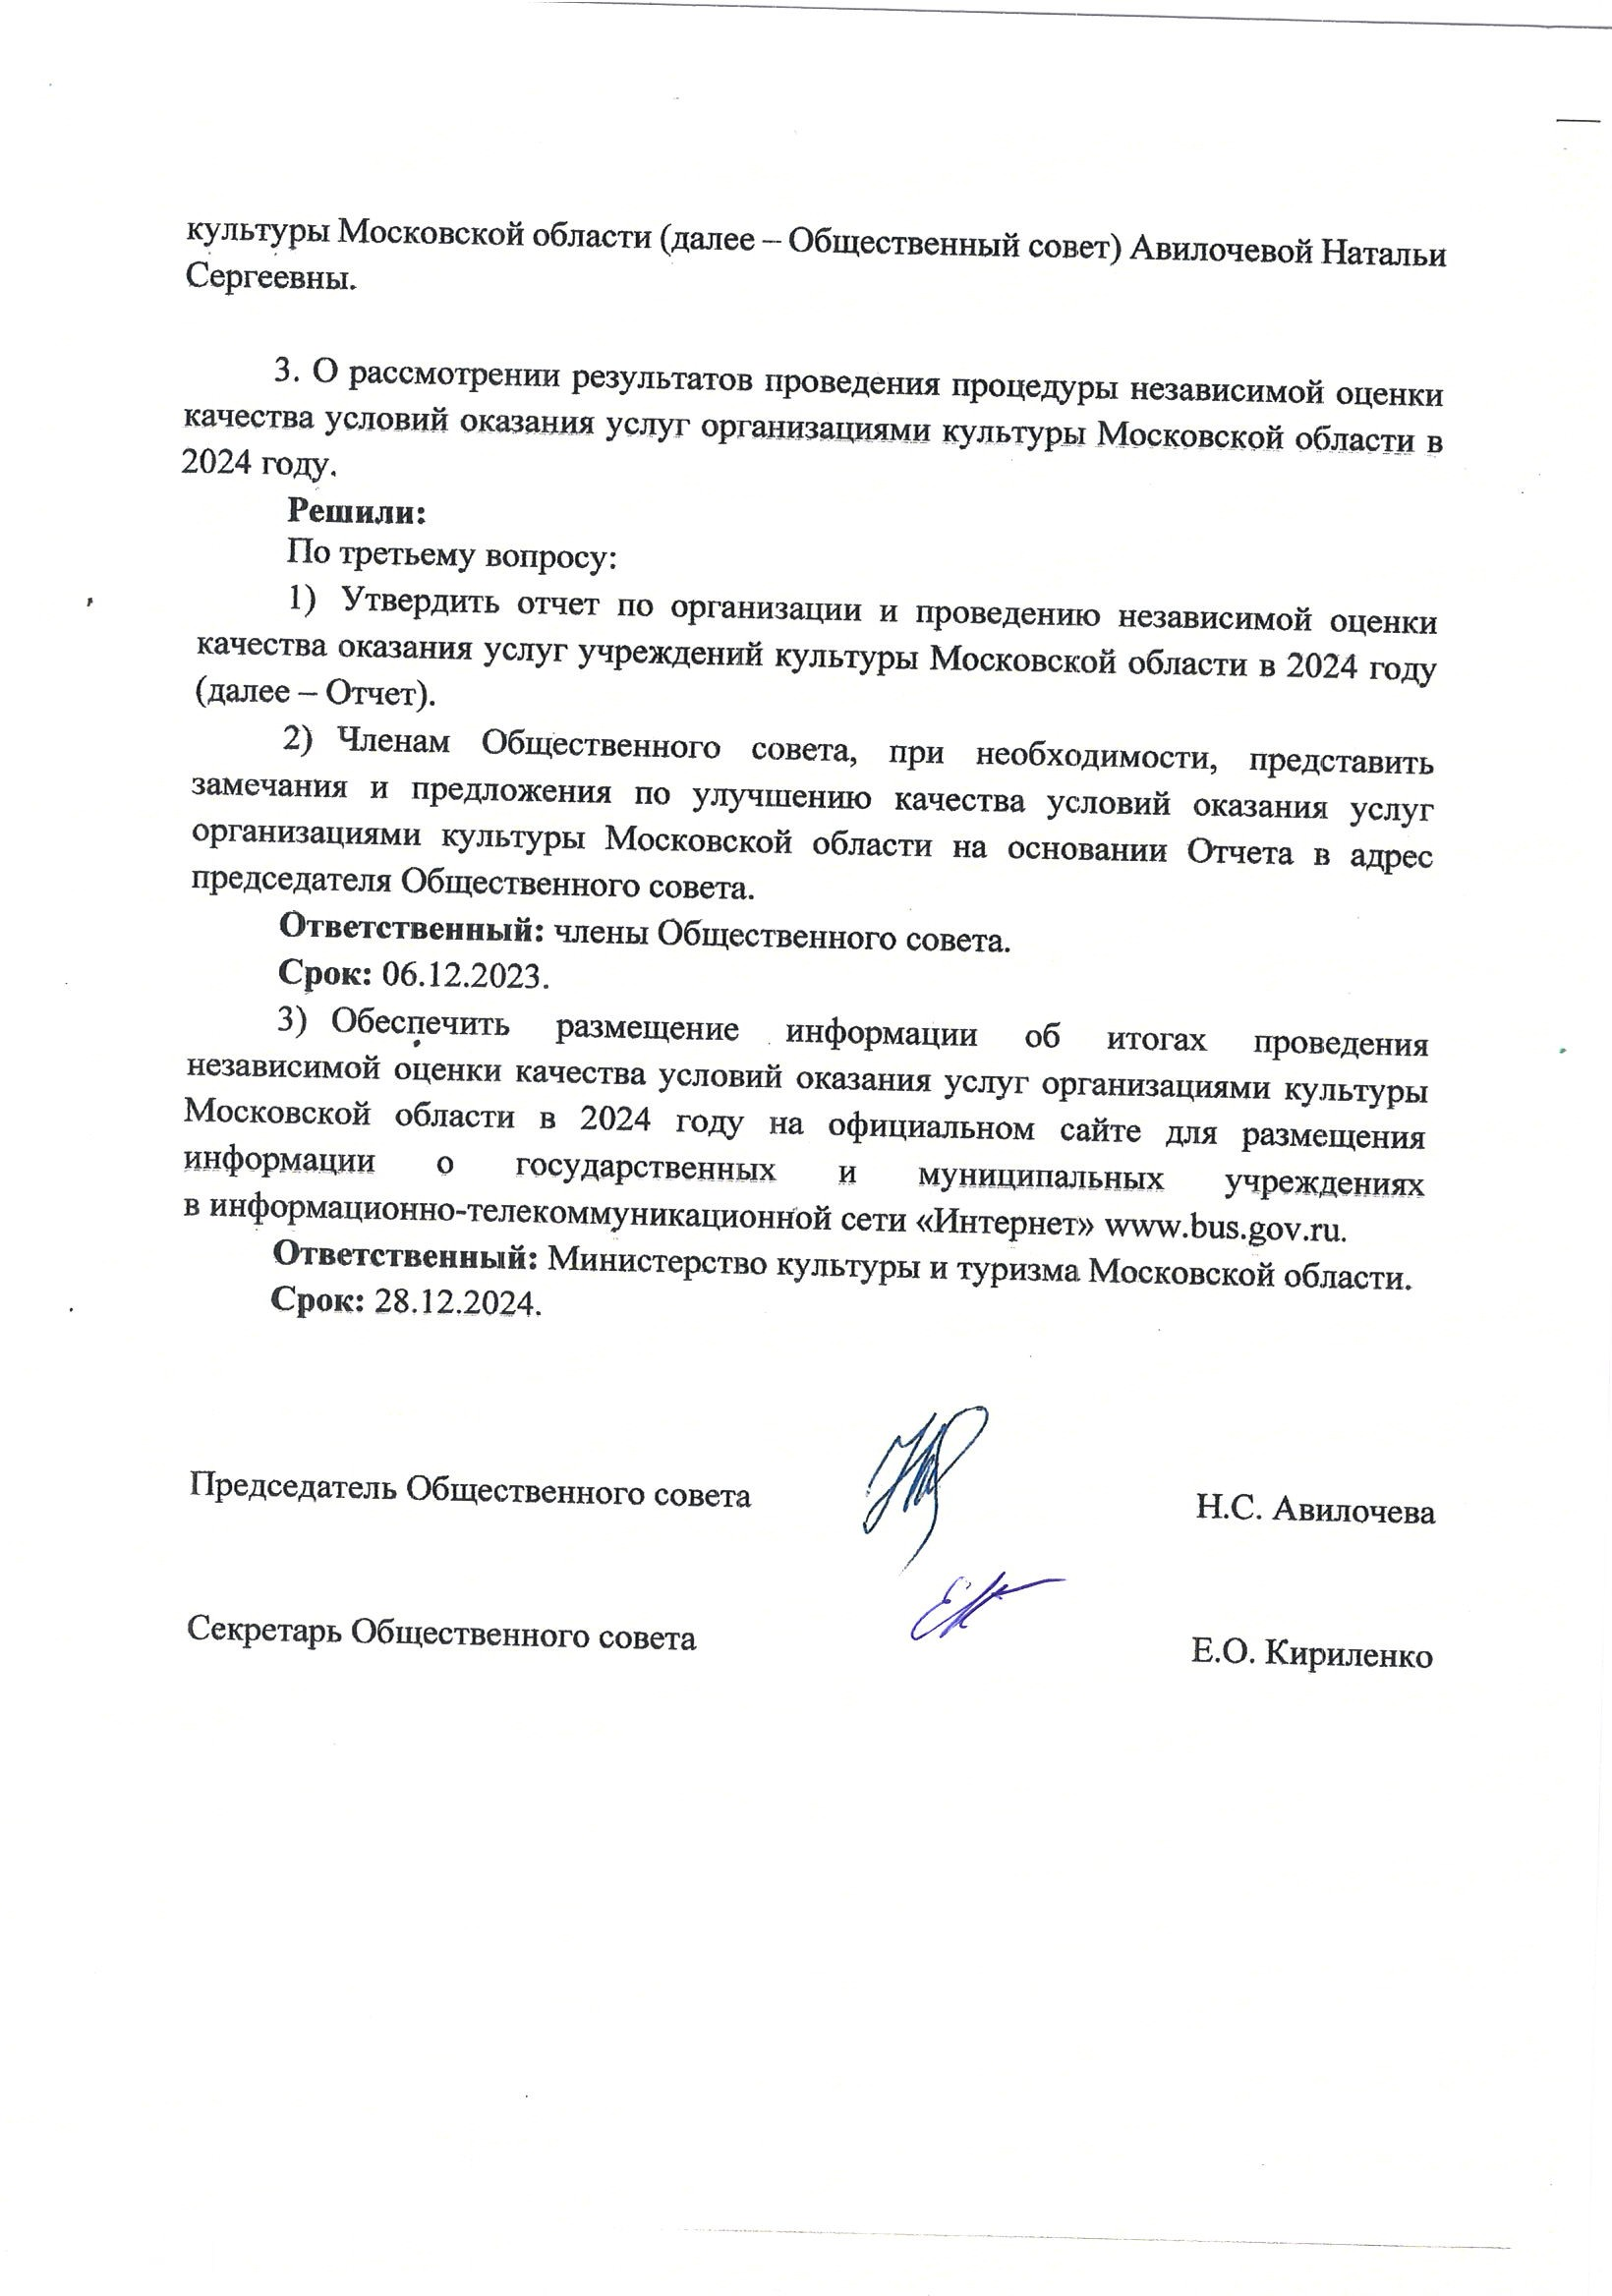 культуры Московской области (далее – Общественный совет) Авилочевой Натальи
Сергеевны.
3. О рассмотрении результатов проведения процедуры независимой оценки
качества условий оказания услуг организациями культуры Московской области в
2024 году.
Решили:
По третьему вопросу:
1) Утвердить отчет по организации и проведению независимой оценки
качества оказания услуг учреждений культуры Московской области в 2024 году
(далее – Отчет).
2) Членам Общественного совета, при необходимости, представить
замечания и предложения по улучшению качества условий оказания услуг
организациями культуры Московской области на основании Отчета в адрес
председателя Общественного совета.
Ответственный: члены Общественного совета.
Срок: 06.12.2023.
3) Обеспечить размещение информации об итогах проведения
независимой оценки качества условий оказания услуг организациями культуры
Московской области в 2024 году на официальном сайте для размещения
информации о государственных и муниципальных учреждениях
в информационно-телекоммуникационной сети «Интернет» www.bus.gov.ru.
Ответственный: Министерство культуры и туризма Московской области.
Срок: 28.12.2024.
Председатель Общественного совета Н.С. Авилочева
Секретарь Общественного совета Е.О. Кириленко